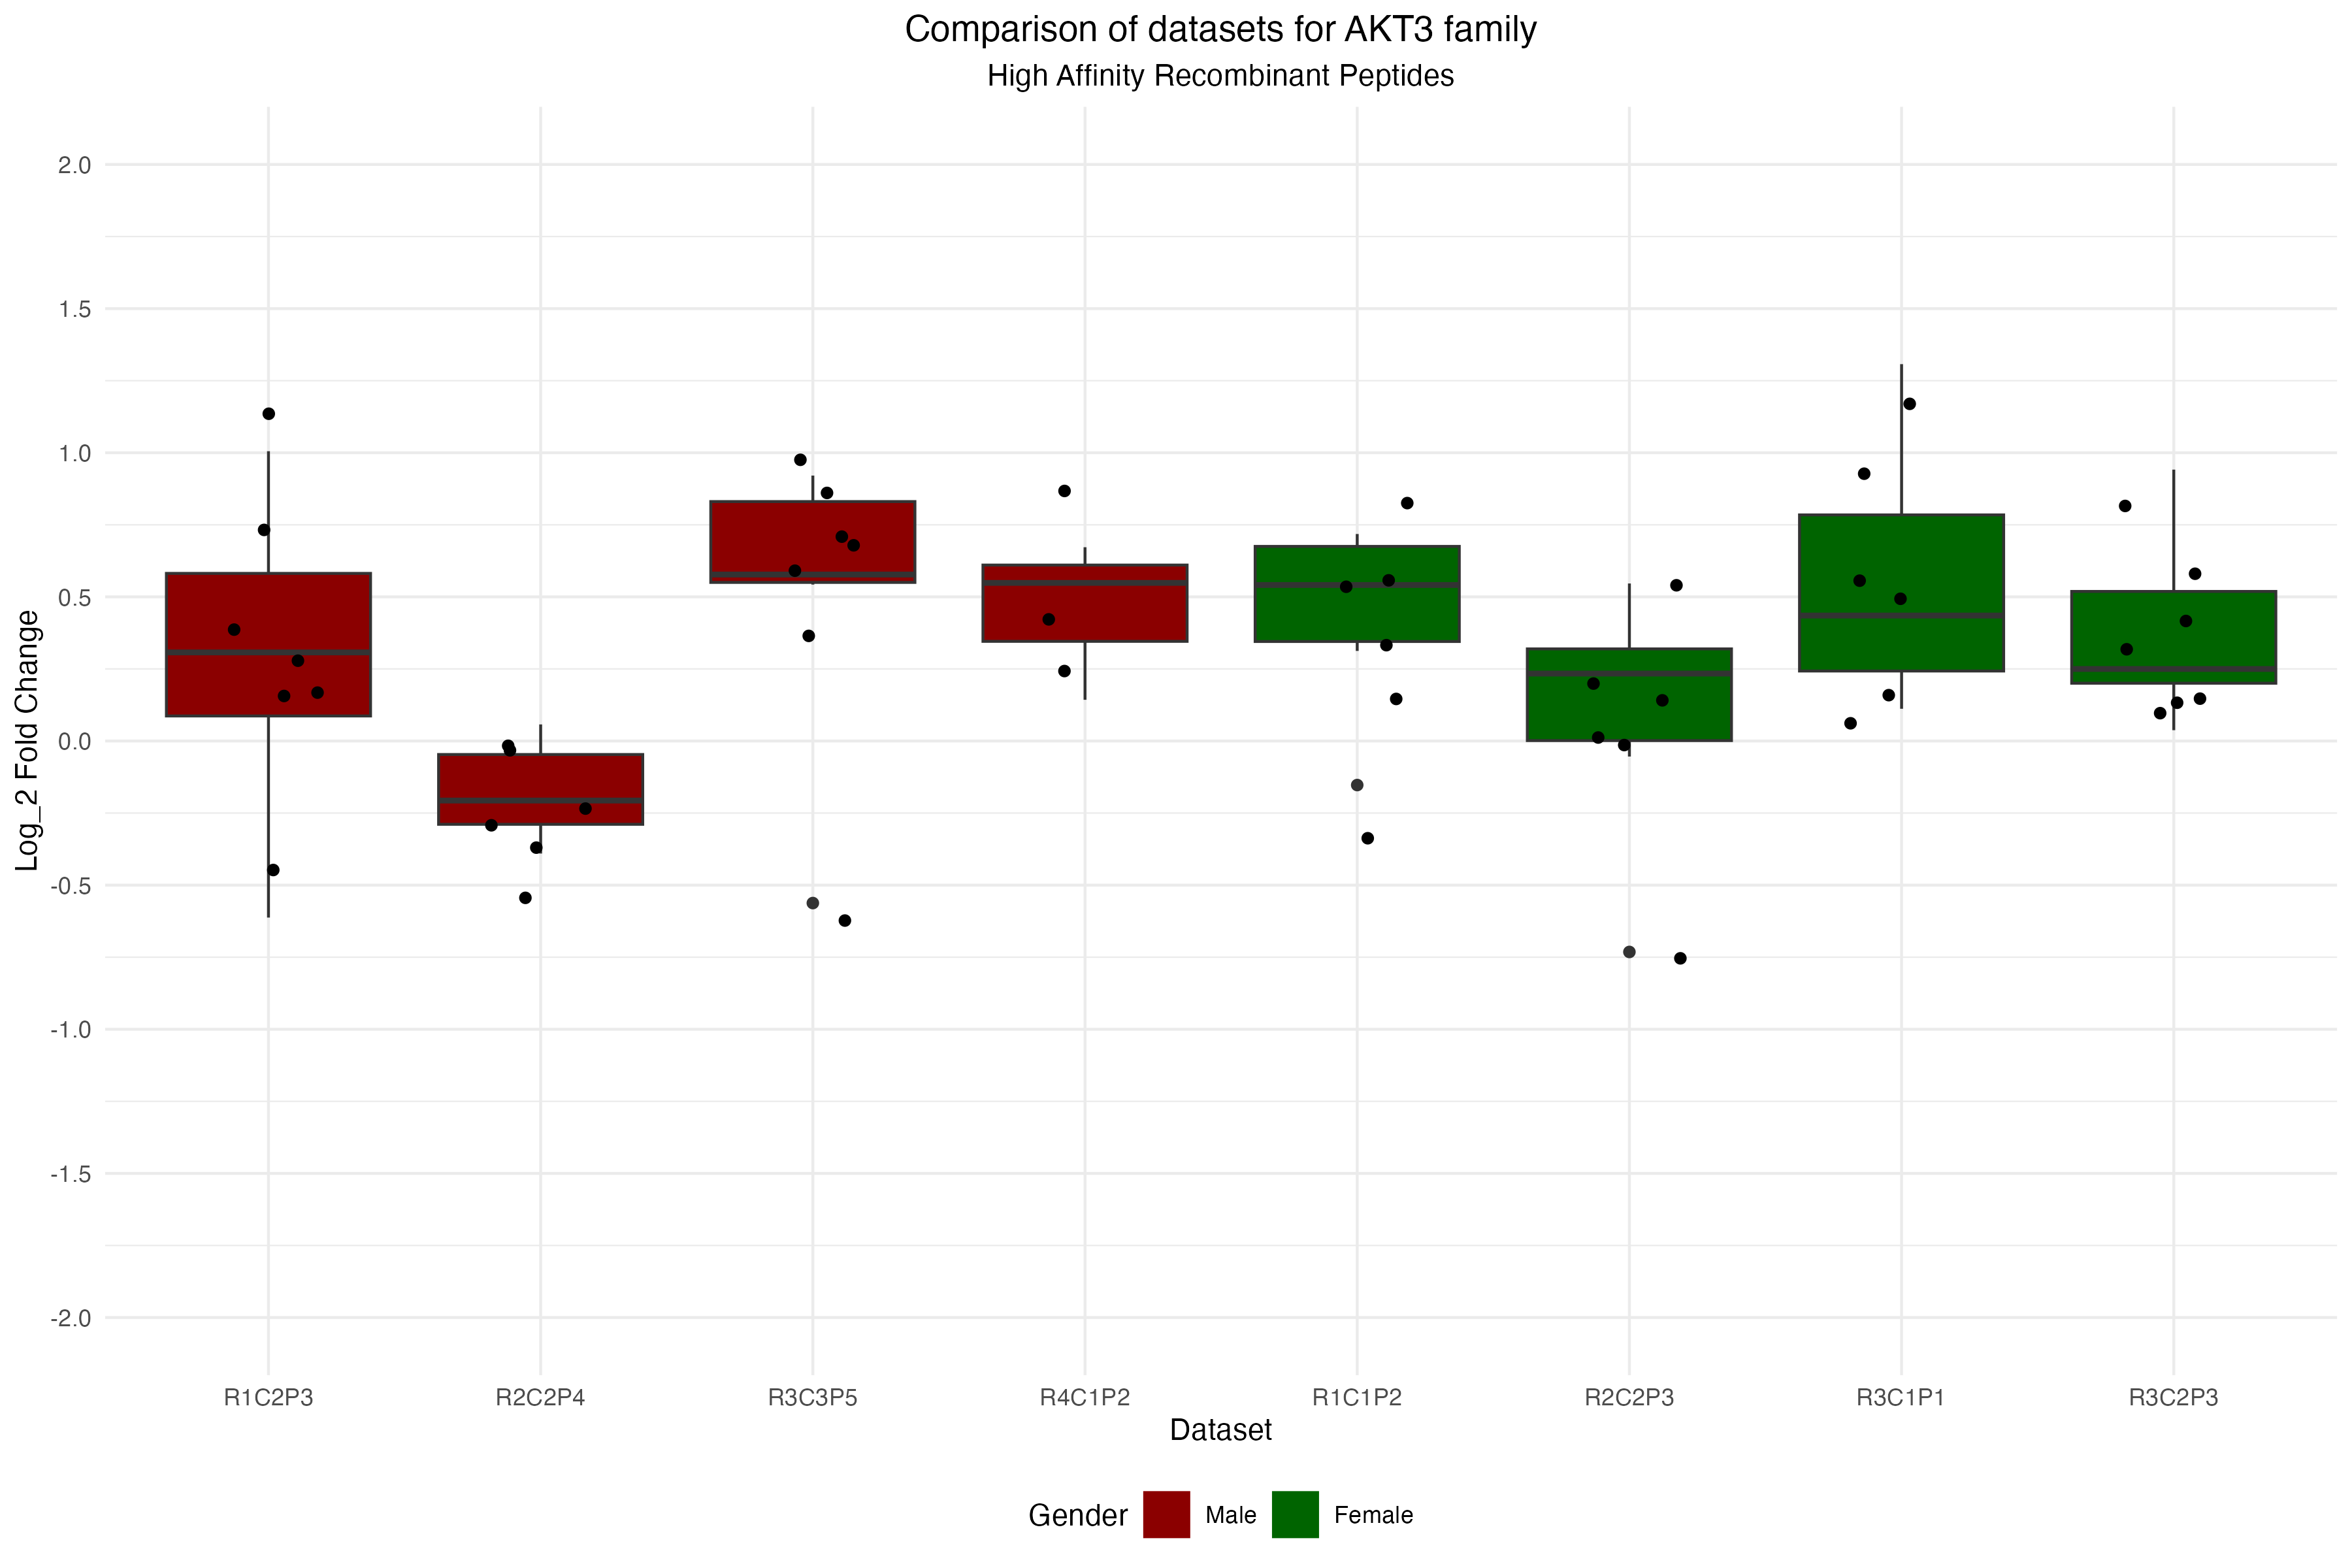 Comparison of datasets for AKT3 family
High Affinity Recombinant Peptides
Log_2 Fold Change
2.0
1.5
1.0
0.5
0.0
-0.5
-1.0
-1.5
-2.0
R1C2P3 R2C2P4 R3C3P5 R4C1P2 R1C1P2 R2C2P3 R3C1P1 R3C2P3
Dataset
Gender Male Female